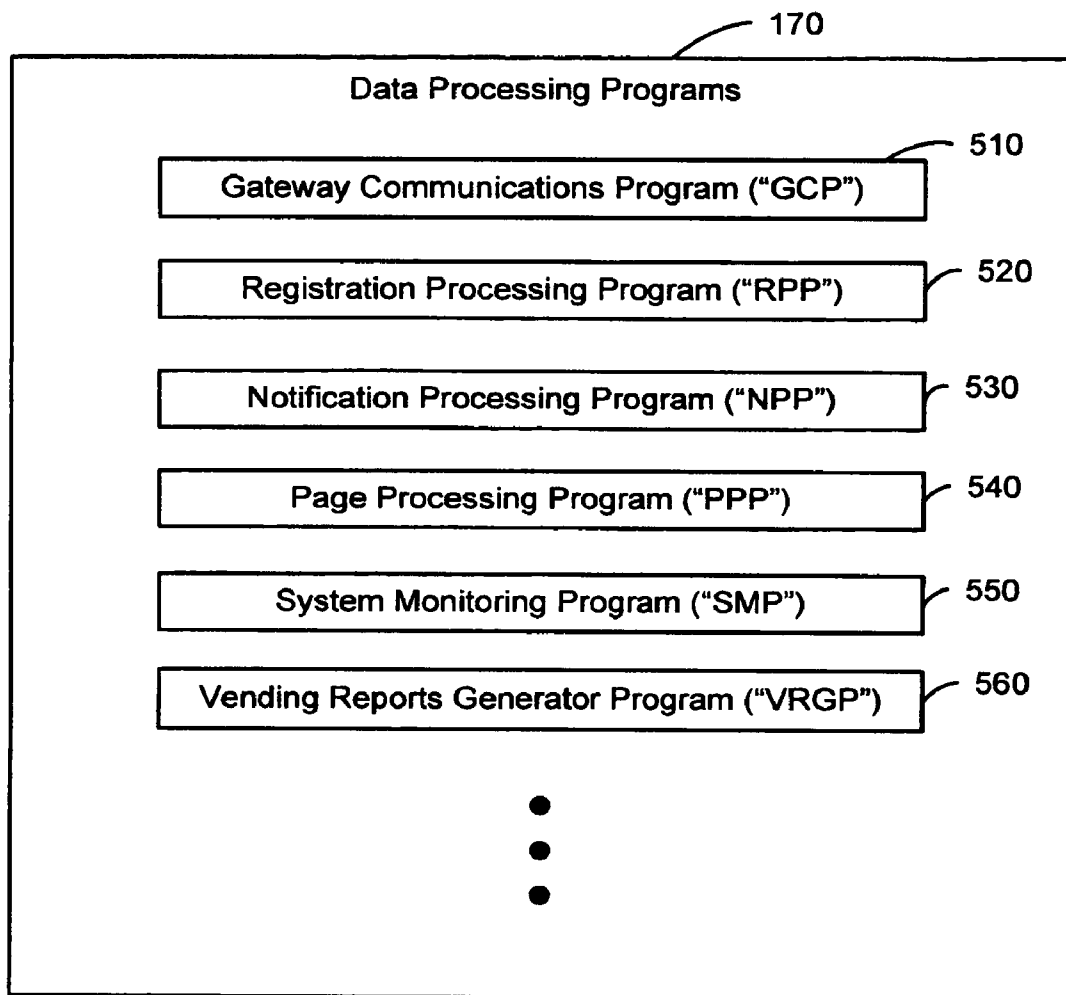 170
Data Processing Programs
510
Gateway Communications Program (“GCP”)
520
Registration Processing Program (“RPP”)
530
Notification Processing Program (“NPP”)
540
Page Processing Program (“PPP”)
550
System Monitoring Program (“SMP”)
560
Vending Reports Generator Program (“VRGP”)